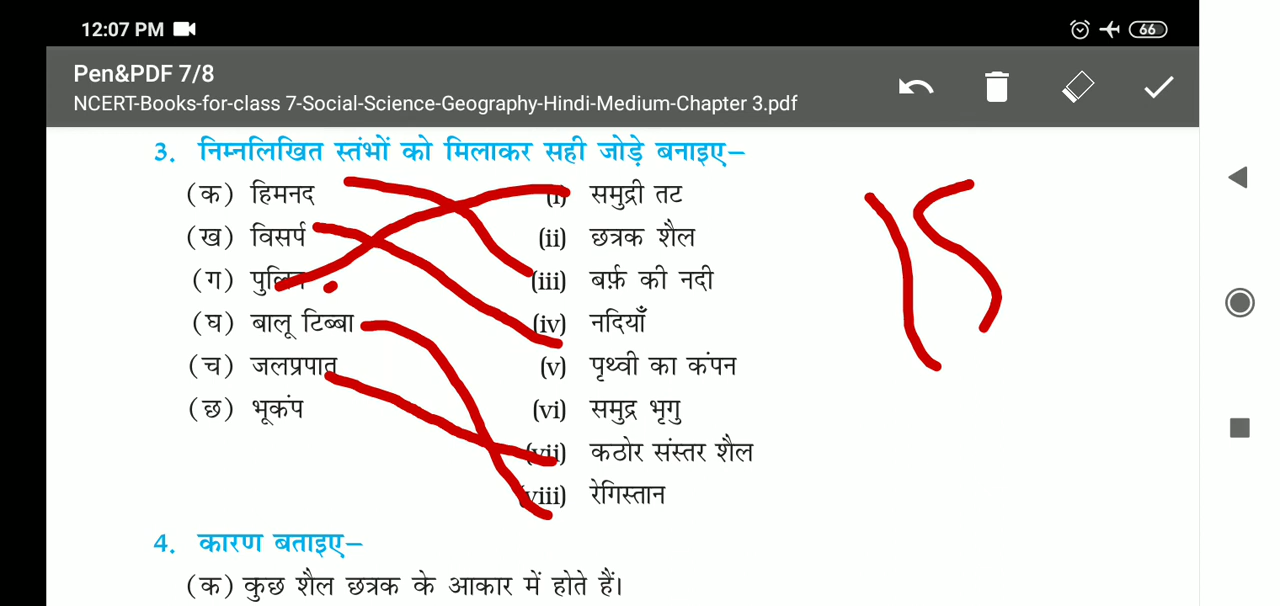 12:07 PM
66
Pen&PDF 7/8
NCERT-Books-for-class 7-Social-Science-Geography-Hindi-Medium-Chapter 3.pdf
3. निम्नलिखित स्तंभों को मिलाकर सही जोड़े बनाइए–
(क) हिमनद (i) समुद्री तट
(ख) विसर्प (ii) छत्रक शैल
(ग) पुलिन (iii) बर्फ़ की नदी
(घ) बालू टिब्बा (iv) नदियाँ
(च) जलप्रपात (v) पृथ्वी का कंपन
(छ) भूकंप (vi) समुद्र भृगु
(vii) कठोर संस्तर शैल
(viii) रेगिस्तान
4. कारण बताइए–
(क) कुछ शैल छत्रक के आकार में होते हैं।